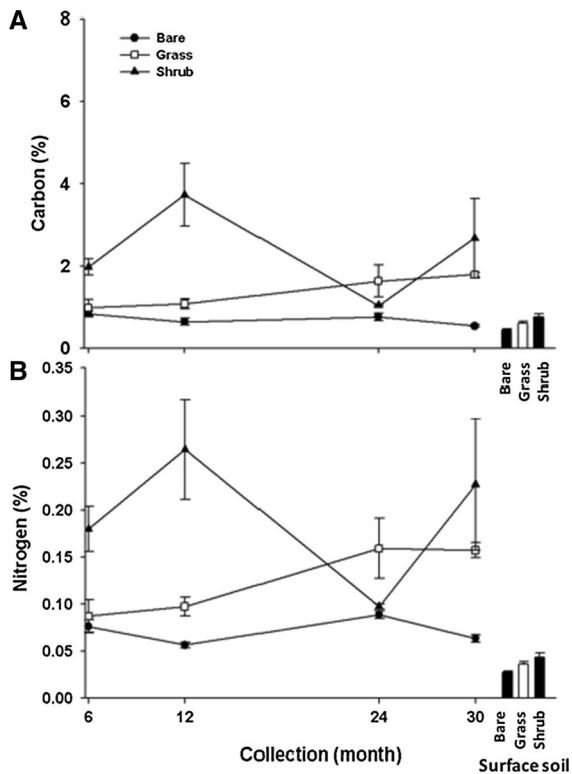 A
8
6
4
2
0
Carbon (%)
Bare
Grass
Shrub
Bare
Grass
Shrub
B
0.35
0.30
0.25
0.20
0.15
0.10
0.05
0.00
Nitrogen (%)
6
12
24
30
Bare
Grass
Shrub
Collection (month)
Surface soil